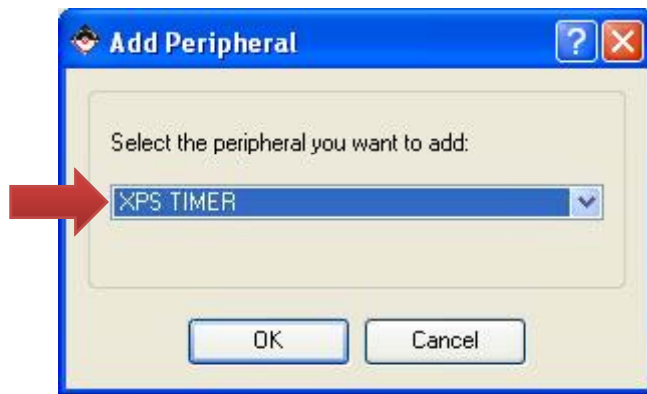 Add Peripheral
Select the peripheral you want to add:
XPS TIMER
OK Cancel